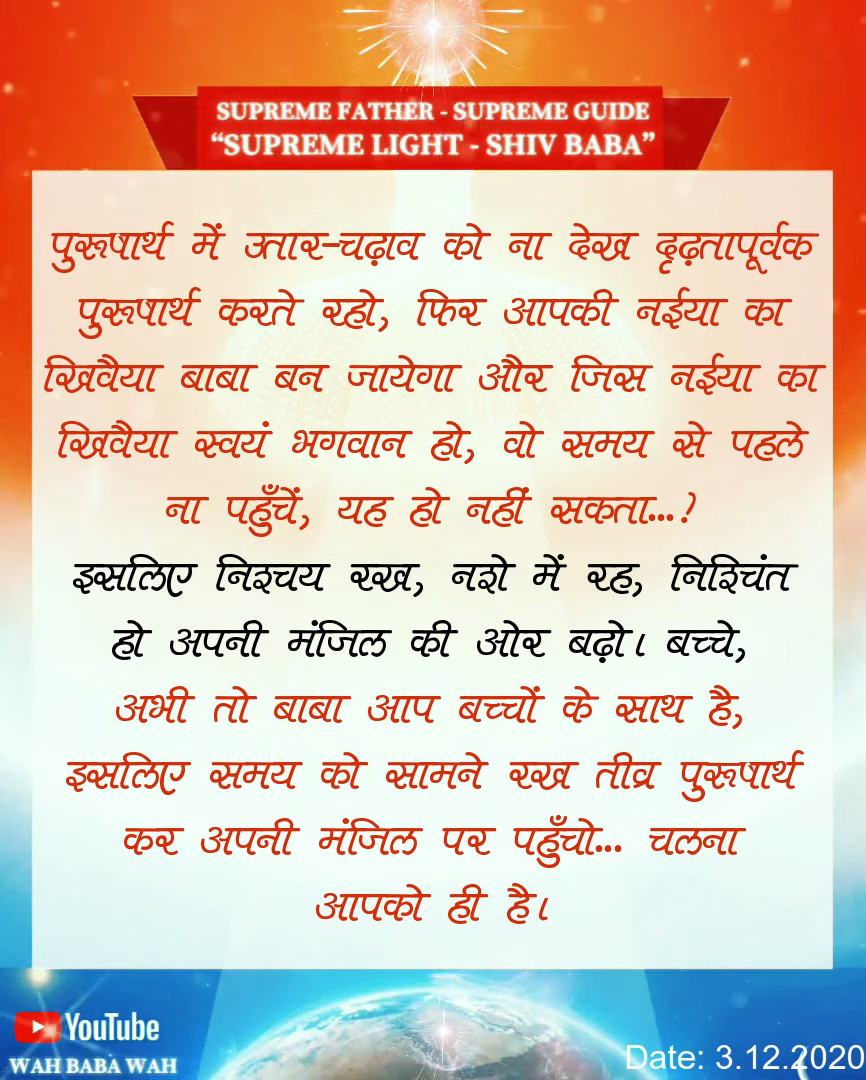 SUPREME FATHER - SUPREME GUIDE
“SUPREME LIGHT - SHIV BABA”
पुरूषार्थ में उतार-चढ़ाव को ना देख दृढ़तापूर्वक
पुरूषार्थ करते रहो, फिर आपकी नईया का
खिवैया बाबा बन जायेगा और जिस नईया का
खिवैया स्वयं भगवान हो, वो समय से पहले
ना पहुँचें, यह हो नहीं सकता...?
इसलिए निश्चय रख, नशे में रह, निश्चिंत
हो अपनी मंजिल की ओर बढ़ो। बच्चे,
अभी तो बाबा आप बच्चों के साथ है,
इसलिए समय को सामने रख तीव्र पुरूषार्थ
कर अपनी मंजिल पर पहुँचो... चलना
आपको ही है।
YouTube
WAH BABA WAH
Date: 3.12.2020